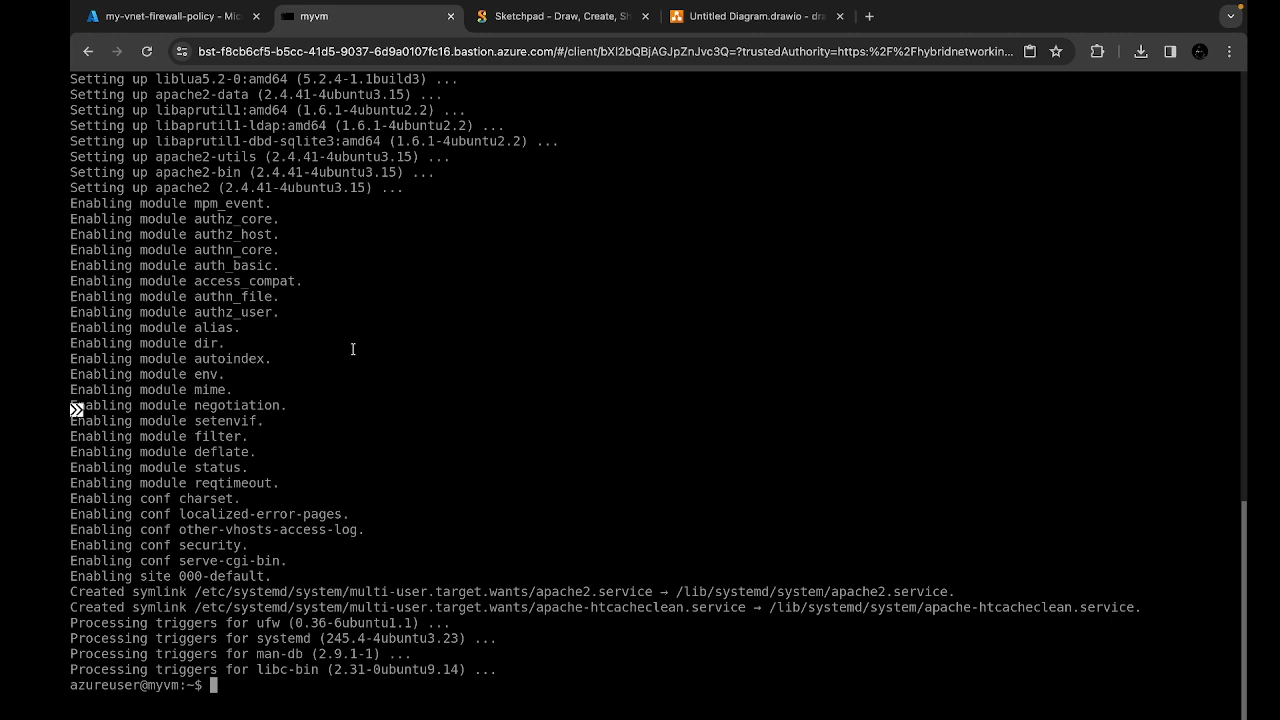 my-vnet-firewall-policy - Mic
myvm
Sketchpad - Draw, Create, Sh
Untitled Diagram.drawio - dra
bst-f8cb6cf5-b5cc-41d5-9037-6d9a0107fc16.bastion.azure.com/#/client/bXl2bQBjAGJpZnJvc3Q=?trustedAuthority=https:%2F%2Fhybridnetworkin...
Setting up liblua5.2-0:amd64 (5.2.4-1.1build3) ...
Setting up apache2-data (2.4.41-4ubuntu3.15) ...
Setting up libaprutil1:amd64 (1.6.1-4ubuntu2.2) ...
Setting up libaprutil1-ldap:amd64 (1.6.1-4ubuntu2.2) ...
Setting up libaprutil1-dbd-sqlite3:amd64 (1.6.1-4ubuntu2.2) ...
Setting up apache2-utils (2.4.41-4ubuntu3.15) ...
Setting up apache2-bin (2.4.41-4ubuntu3.15) ...
Setting up apache2 (2.4.41-4ubuntu3.15) ...
Enabling module mpm_event.
Enabling module authz_core.
Enabling module authz_host.
Enabling module authn_core.
Enabling module auth_basic.
Enabling module access_compat.
Enabling module authn_file.
Enabling module authz_user.
Enabling module alias.
Enabling module dir.
Enabling module autoindex.
Enabling module env.
Enabling module mime.
Enabling module negotiation.
Enabling module setenvif.
Enabling module filter.
Enabling module deflate.
Enabling module status.
Enabling module reqtimeout.
Enabling conf charset.
Enabling conf localized-error-pages.
Enabling conf other-vhosts-access-log.
Enabling conf security.
Enabling conf serve-cgi-bin.
Enabling site 000-default.
Created symlink /etc/systemd/system/multi-user.target.wants/apache2.service → /lib/systemd/system/apache2.service.
Created symlink /etc/systemd/system/multi-user.target.wants/apache-htcacheclean.service → /lib/systemd/system/apache-htcacheclean.service.
Processing triggers for ufw (0.36-6ubuntu1.1) ...
Processing triggers for systemd (245.4-4ubuntu3.23) ...
Processing triggers for man-db (2.9.1-1) ...
Processing triggers for libc-bin (2.31-0ubuntu9.14) ...
azureuser@myvm:~$